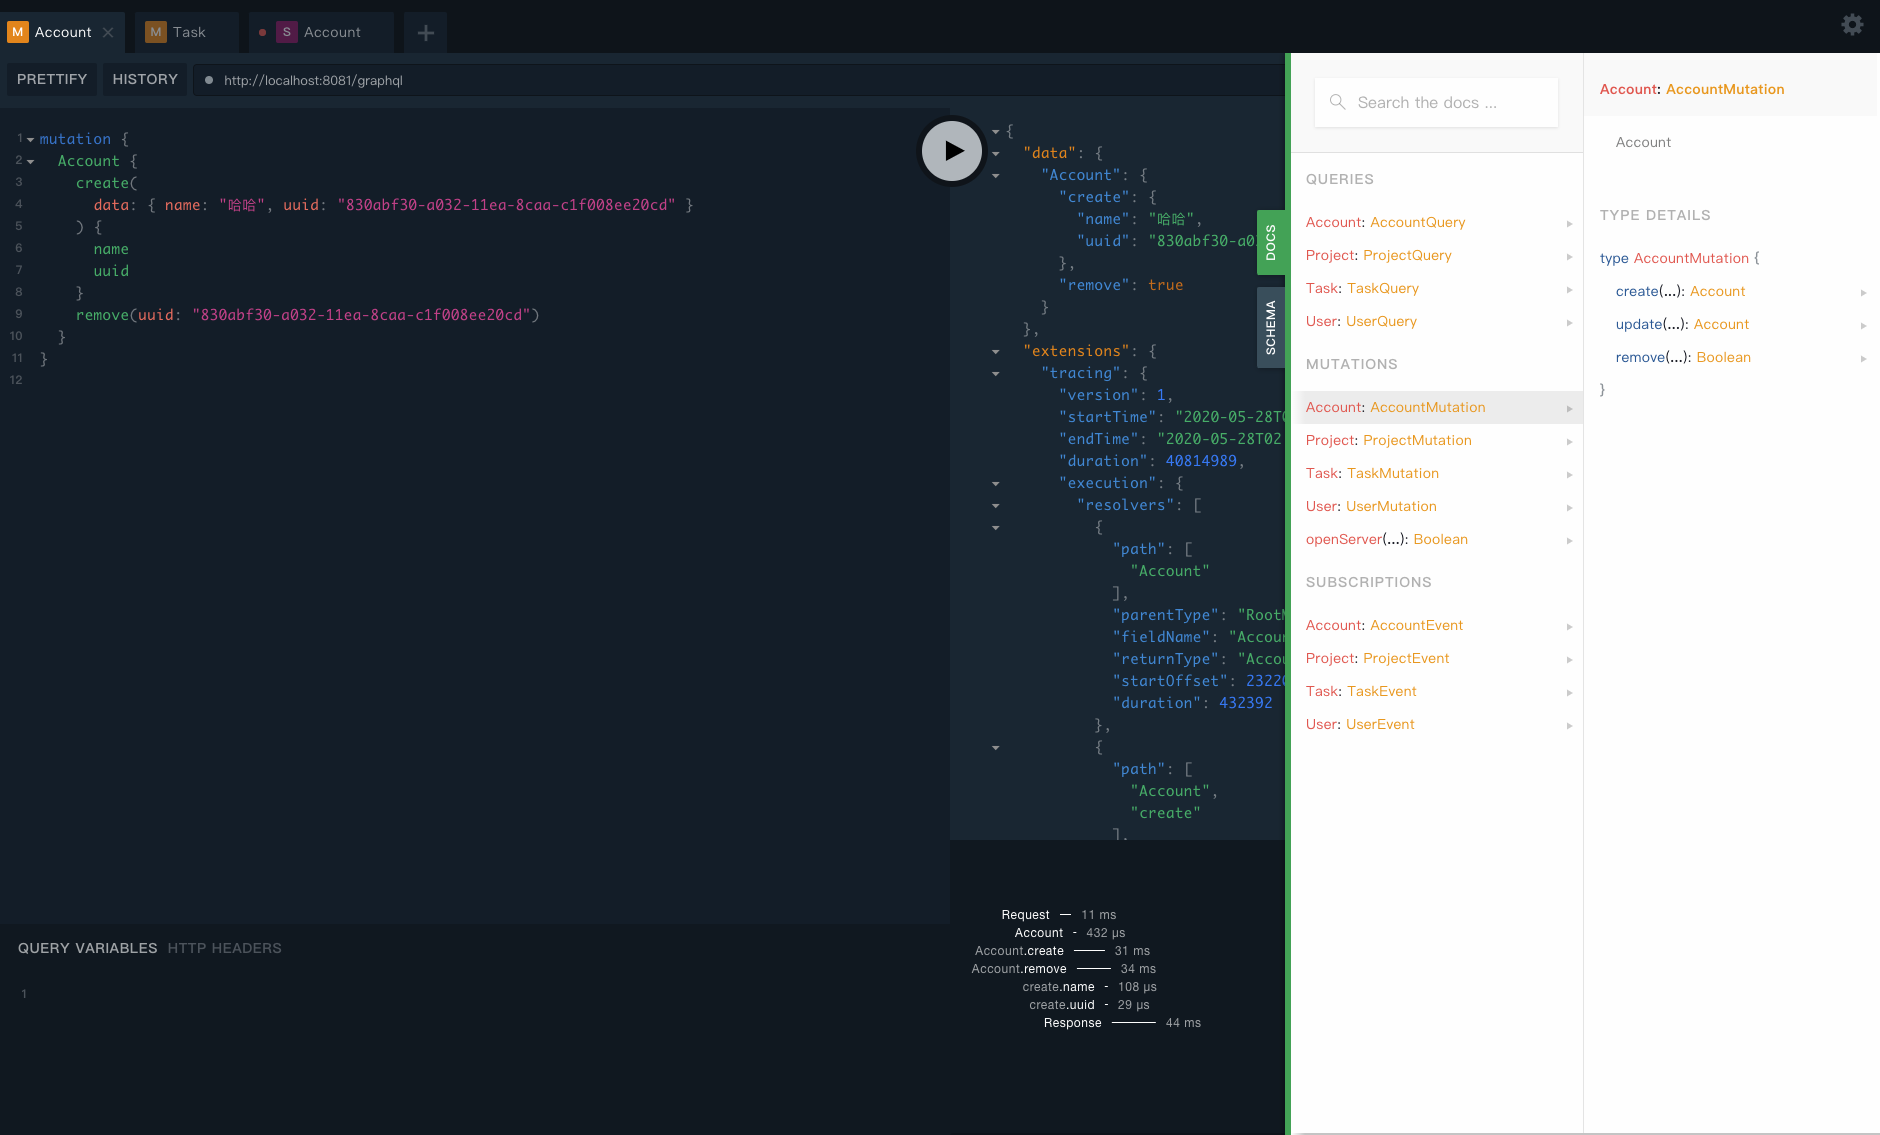 M Account
M Task
S Account
PRETTIFY
HISTORY
http://localhost:8081/graphql
1 mutation {
2 Account {
3 create(
4 data: { name: "哈哈", uuid: "830abf30-a032-11ea-8caa-c1f008ee20cd" }
5 ) {
6 name
7 uuid
8 }
9 remove(uuid: "830abf30-a032-11ea-8caa-c1f008ee20cd")
10 }
11 }
12
QUERY VARIABLES HTTP HEADERS
1
{
"data": {
"Account": {
"create": {
"name": "哈哈",
"uuid": "830abf30-a0
},
"remove": true
}
},
"extensions": {
"tracing": {
"version": 1,
"startTime": "2020-05-28T
"endTime": "2020-05-28T02
"duration": 40814989,
"execution": {
"resolvers": [
{
"path": [
"Account"
],
"parentType": "Root
"fieldName": "Accou
"returnType": "Acco
"startOffset": 2322
"duration": 432392
},
{
"path": [
"Account",
"create"
],
Request 11 ms
Account 432 μs
Account.create 31 ms
Account.remove 34 ms
create.name 108 μs
create.uuid 29 μs
Response 44 ms
DOCS
SCHEMA
Search the docs ...
QUERIES
Account: AccountQuery
Project: ProjectQuery
Task: TaskQuery
User: UserQuery
MUTATIONS
Account: AccountMutation
Project: ProjectMutation
Task: TaskMutation
User: UserMutation
openServer(...): Boolean
SUBSCRIPTIONS
Account: AccountEvent
Project: ProjectEvent
Task: TaskEvent
User: UserEvent
Account: AccountMutation
Account
TYPE DETAILS
type AccountMutation {
create(...): Account
update(...): Account
remove(...): Boolean
}